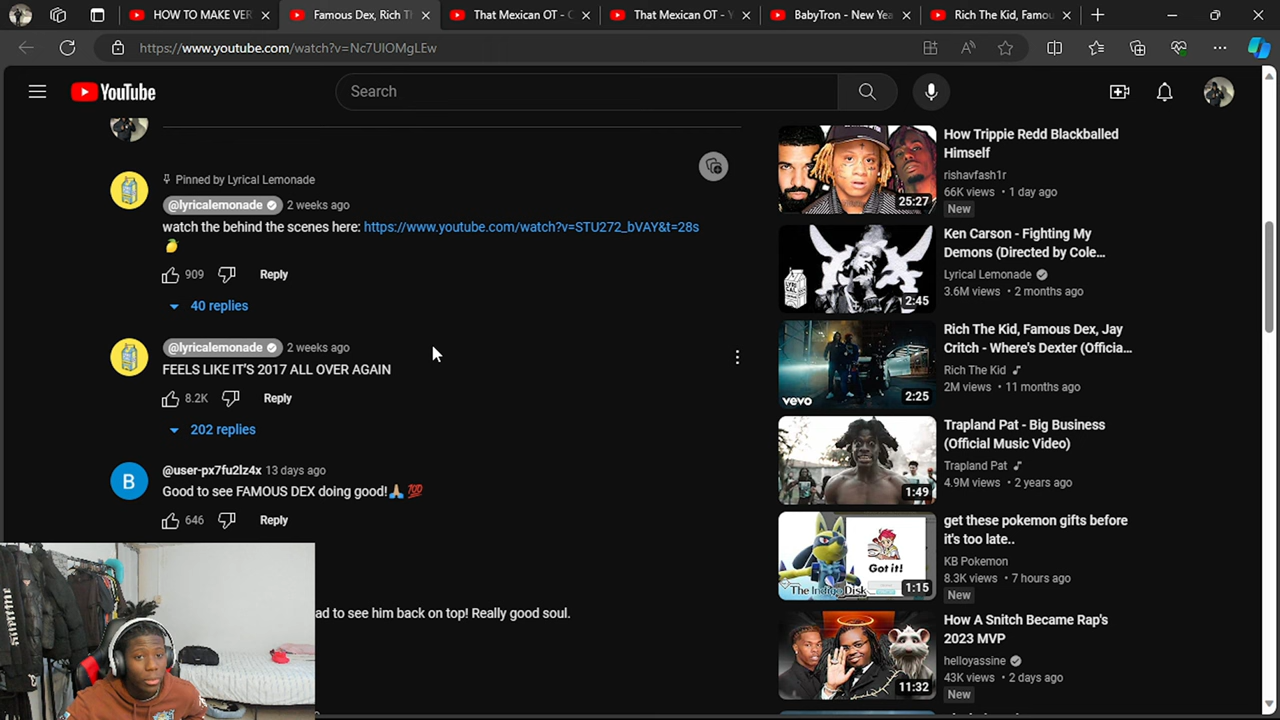 HOW TO MAKE VER
Famous Dex, Rich T
That Mexican OT -
That Mexican OT -
BabyTron - New Yea
Rich The Kid, Famou
https://www.youtube.com/watch?v=Nc7UIOMgLEw
YouTube
Search
Pinned by Lyrical Lemonade
@lyricalemonade 2 weeks ago
watch the behind the scenes here: https://www.youtube.com/watch?v=STU272_bVAY&t=28s
🍋
909 Reply
40 replies
@lyricalemonade 2 weeks ago
FEELS LIKE IT'S 2017 ALL OVER AGAIN
8.2K Reply
202 replies
B
@user-px7fu2lz4x 13 days ago
Good to see FAMOUS DEX doing good!🙏🏼 💯
646 Reply
ad to see him back on top! Really good soul.
How Trippie Redd Blackballed
Himself
rishavfash1r
66K views • 1 day ago
New
25:27
Ken Carson - Fighting My
Demons (Directed by Cole...
Lyrical Lemonade
3.6M views • 2 months ago
2:45
Rich The Kid, Famous Dex, Jay
Critch - Where's Dexter (Officia...
Rich The Kid
2M views • 11 months ago
vevo
2:25
Trapland Pat - Big Business
(Official Music Video)
Trapland Pat
4.9M views • 2 years ago
1:49
get these pokemon gifts before
it's too late..
KB Pokemon
8.3K views • 7 hours ago
New
Got it!
The Indigo Disk
1:15
How A Snitch Became Rap's
2023 MVP
helloyassine
43K views • 2 days ago
New
11:32